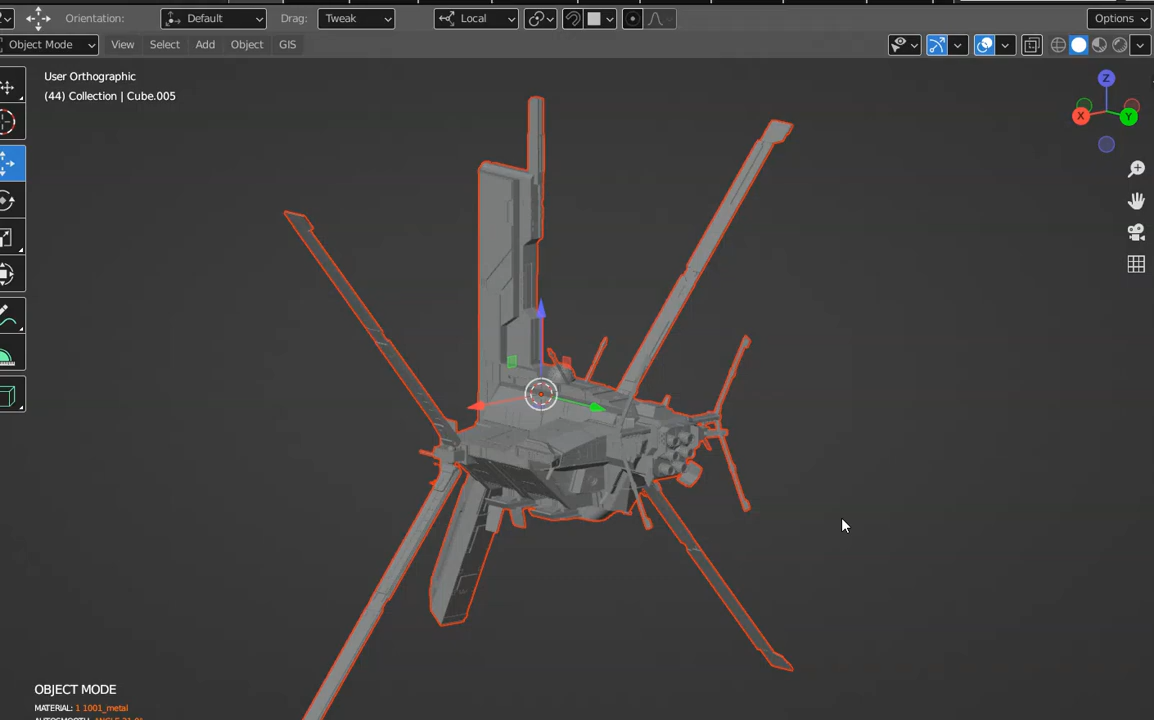 Orientation: Default Drag: Tweak Local Options
Object Mode View Select Add Object GIS
User Orthographic
(44) Collection | Cube.005
Z
X Y
OBJECT MODE
MATERIAL: 1 1001_metal